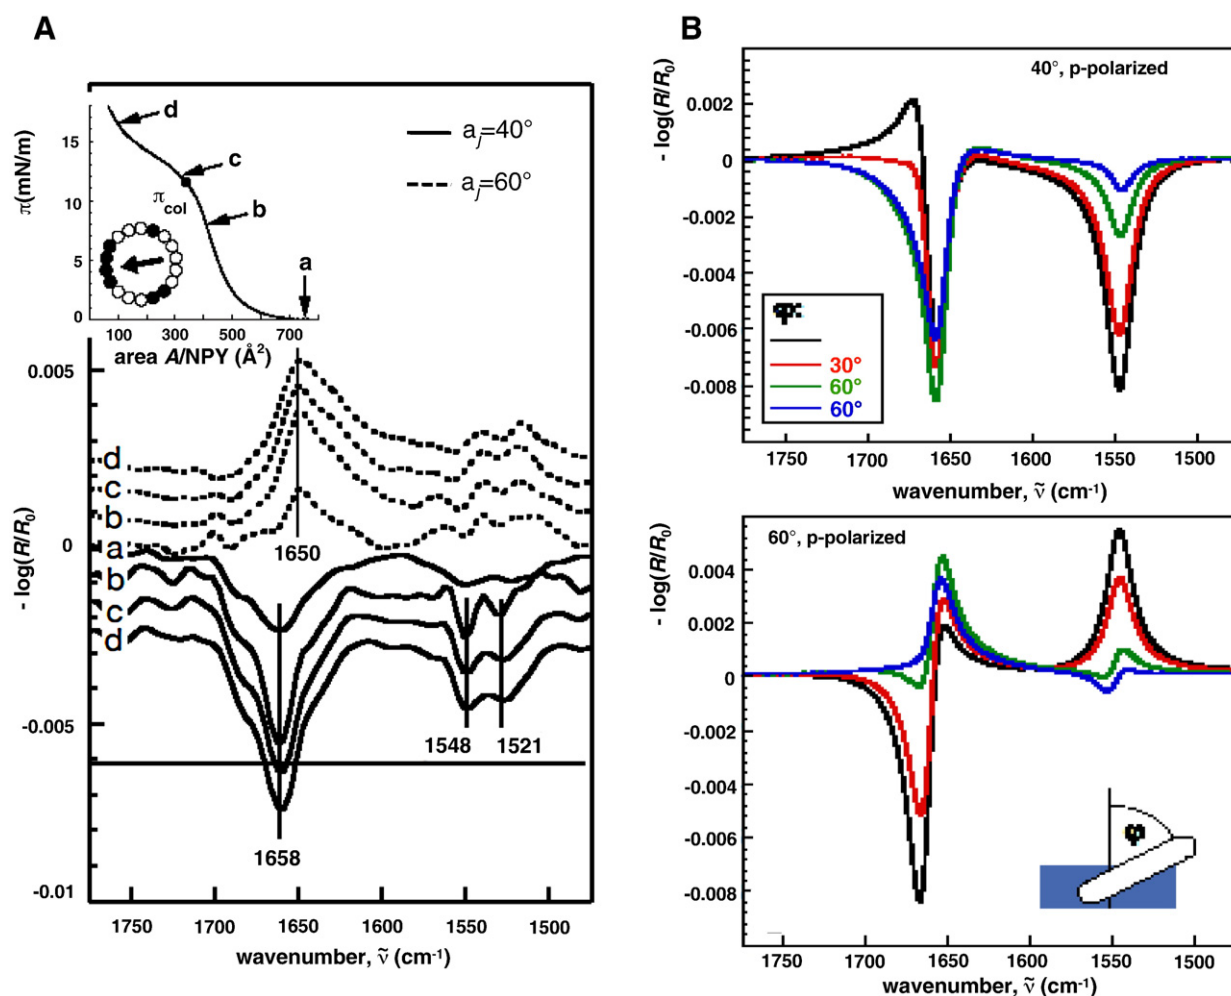 A
B
d
c
b
a
π(mN/m)
15
10
5
0
π col
100 300 500 700
area A/NPY (Å²)
aj=40°
aj=60°
0.005
0
-0.005
-0.01
- log(R/R0)
d
c
b
a
b
c
d
1650
1548
1521
1658
1750 1700 1650 1600 1550 1500
wavenumber, ṽ (cm-1)
40°, p-polarized
- log(R/R0)
0.002
0
-0.002
-0.004
-0.006
-0.008
30°
60°
60°
1750 1700 1650 1600 1550 1500
wavenumber, ṽ (cm-1)
60°, p-polarized
- log(R/R0)
0.004
0.002
0
-0.002
-0.004
-0.006
-0.008
1750 1700 1650 1600 1550 1500
wavenumber, ṽ (cm-1)